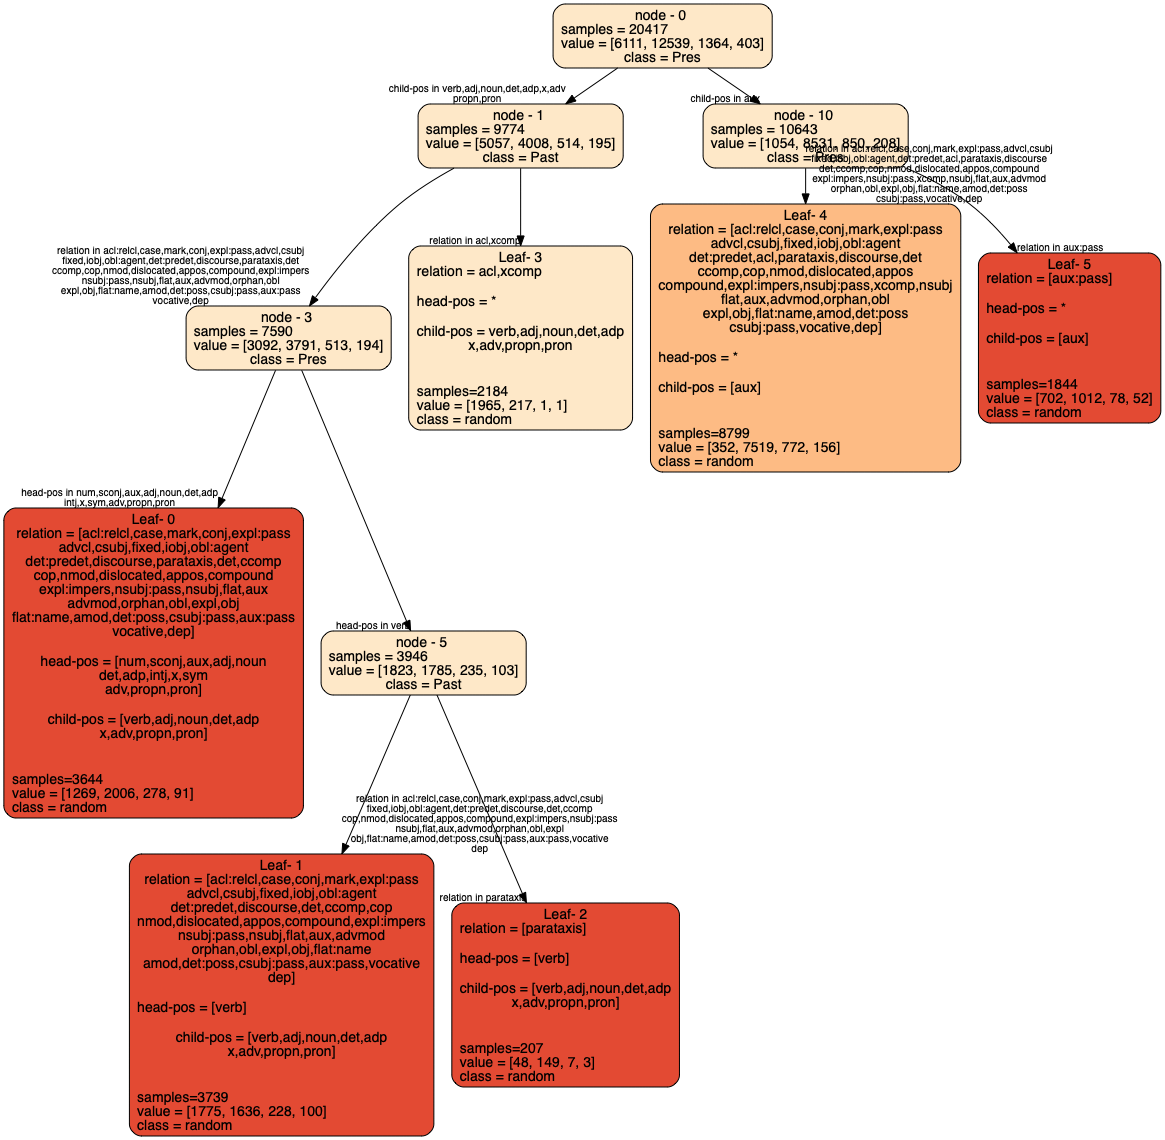 node - 0
samples = 20417
value = [6111, 12539, 1364, 403]
class = Pres
child-pos in verb,adj,noun,det,adp,x,adv
propn,pron
node - 1
samples = 9774
value = [5057, 4008, 514, 195]
class = Past
child-pos in aux
node - 10
samples = 10643
value = [1054, 8531, 850, 208]
class = Pres
relation in acl:relcl,case,conj,mark,expl:pass,advcl,csubj
fixed,iobj,obl:agent,det:predet,acl,parataxis,discourse
det,ccomp,cop,nmod,dislocated,appos,compound
expl:impers,nsubj:pass,xcomp,nsubj,flat,aux,advmod
orphan,obl,expl,obj,flat:name,amod,det:poss
csubj:pass,vocative,dep
relation in acl:relcl,case,mark,conj,expl:pass,advcl,csubj
fixed,iobj,obl:agent,det:predet,discourse,parataxis,det
ccomp,cop,nmod,dislocated,appos,compound,expl:impers
nsubj:pass,nsubj,flat,aux,advmod,orphan,obl
expl,obj,flat:name,amod,det:poss,csubj:pass,aux:pass
vocative,dep
node - 3
samples = 7590
value = [3092, 3791, 513, 194]
class = Pres
relation in acl,xcomp
Leaf- 3
relation = acl,xcomp
head-pos = *
child-pos = verb,adj,noun,det,adp
x,adv,propn,pron
samples=2184
value = [1965, 217, 1, 1]
class = random
Leaf- 4
relation = [acl:relcl,case,conj,mark,expl:pass
advcl,csubj,fixed,iobj,obl:agent
det:predet,acl,parataxis,discourse,det
ccomp,cop,nmod,dislocated,appos
compound,expl:impers,nsubj:pass,xcomp,nsubj
flat,aux,advmod,orphan,obl
expl,obj,flat:name,amod,det:poss
csubj:pass,vocative,dep]
head-pos = *
child-pos = [aux]
samples=8799
value = [352, 7519, 772, 156]
class = random
relation in aux:pass
Leaf- 5
relation = [aux:pass]
head-pos = *
child-pos = [aux]
samples=1844
value = [702, 1012, 78, 52]
class = random
head-pos in num,sconj,aux,adj,noun,det,adp
intj,x,sym,adv,propn,pron
Leaf- 0
relation = [acl:relcl,case,mark,conj,expl:pass
advcl,csubj,fixed,iobj,obl:agent
det:predet,discourse,parataxis,det,ccomp
cop,nmod,dislocated,appos,compound
expl:impers,nsubj:pass,nsubj,flat,aux
advmod,orphan,obl,expl,obj
flat:name,amod,det:poss,csubj:pass,aux:pass
vocative,dep]
head-pos = [num,sconj,aux,adj,noun
det,adp,intj,x,sym
adv,propn,pron]
child-pos = [verb,adj,noun,det,adp
x,adv,propn,pron]
samples=3644
value = [1269, 2006, 278, 91]
class = random
head-pos in verb
node - 5
samples = 3946
value = [1823, 1785, 235, 103]
class = Past
relation in acl:relcl,case,conj,mark,expl:pass,advcl,csubj
fixed,iobj,obl:agent,det:predet,discourse,det,ccomp
cop,nmod,dislocated,appos,compound,expl:impers,nsubj:pass
nsubj,flat,aux,advmod,orphan,obl,expl
obj,flat:name,amod,det:poss,csubj:pass,aux:pass,vocative
dep
Leaf- 1
relation = [acl:relcl,case,conj,mark,expl:pass
advcl,csubj,fixed,iobj,obl:agent
det:predet,discourse,det,ccomp,cop
nmod,dislocated,appos,compound,expl:impers
nsubj:pass,nsubj,flat,aux,advmod
orphan,obl,expl,obj,flat:name
amod,det:poss,csubj:pass,aux:pass,vocative
dep]
head-pos = [verb]
child-pos = [verb,adj,noun,det,adp
x,adv,propn,pron]
samples=3739
value = [1775, 1636, 228, 100]
class = random
relation in parataxis
Leaf- 2
relation = [parataxis]
head-pos = [verb]
child-pos = [verb,adj,noun,det,adp
x,adv,propn,pron]
samples=207
value = [48, 149, 7, 3]
class = random